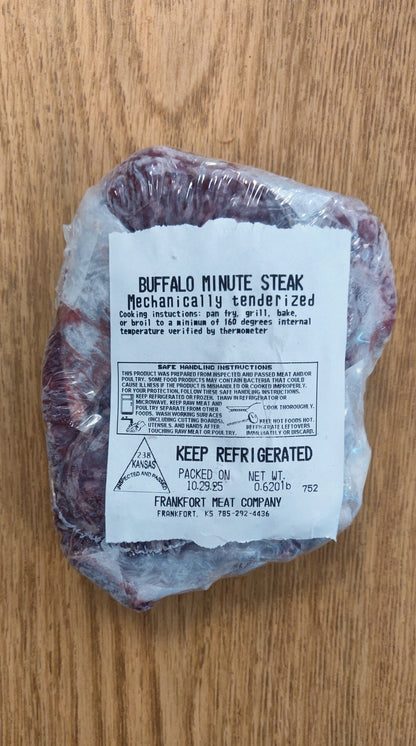 BUFFALO MINUTE STEAK
Mechanically tenderized
Cooking instuctions: pan fry, grill, bake,
or broil to a minimum of 160 degrees internal
temperature verified by thermometer
SAFE HANDLING INSTRUCTIONS
THIS PRODUCT WAS PREPARED FROM INSPECTED AND PASSED MEAT AND/OR
POULTRY. SOME FOOD PRODUCTS MAY CONTAIN BACTERIA THAT COULD
CAUSE ILLNESS IF THE PRODUCT IS MISHANDLED OR COOKED IMPROPERLY.
FOR YOUR PROTECTION, FOLLOW THESE SAFE HANDLING INSTRUCTIONS.
KEEP REFRIGERATED OR FROZEN. THAW IN REFRIGERATOR OR
MICROWAVE.
KEEP RAW MEAT AND
POULTRY SEPARATE FROM OTHER
FOODS. WASH WORKING SURFACES
(INCLUDING CUTTING BOARDS),
UTENSILS, AND HANDS AFTER
TOUCHING RAW MEAT OR POULTRY.
COOK THOROUGHLY.
KEEP HOT FOODS HOT.
REFRIGERATE LEFTOVERS
IMMEDIATELY OR DISCARD.
238
KANSAS
INSPECTED AND PASSED
KEEP REFRIGERATED
PACKED ON NET WT.
10.29.25 0.620lb 752
FRANKFORT MEAT COMPANY
FRANKFORT, KS 785-292-4436